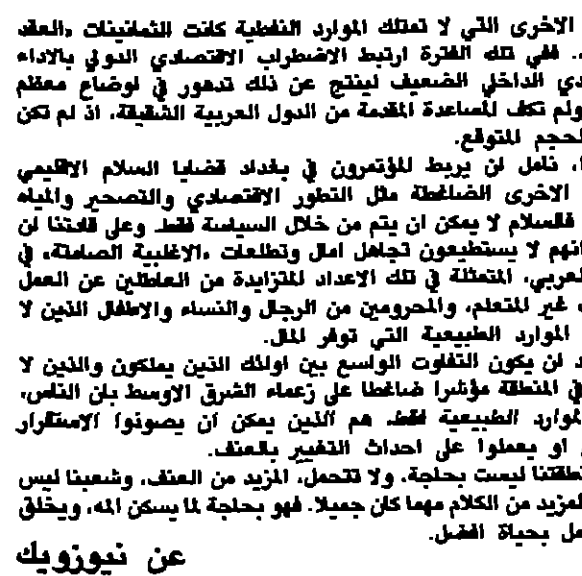 الاخرى التي لا تمتلك الموارد النفطية كانت الثمانينات «العقد
. ففي تلك الفترة ارتبط الاضطراب الاقتصادي الدولي بالاداء
دي الداخلي الضعيف لينتج عن ذلك تدهور في اوضاع معظم
ولم تكف المساعدة المقدمة من الدول العربية الشقيقة، اذ لم تكن
لحجم المتوقع.
ا، نامل ان يربط المؤتمرون في بغداد قضايا السلام الاقليمي
الاخرى الضاغطة مثل التطور الاقتصادي والتصحير والمياه
فالسلام لا يمكن ان يتم من خلال السياسة فقط. وعلى قادتنا ان
انهم لا يستطيعون تجاهل امال وتطلعات «الاغلبية الصامتة» في
لعربي، المتمثلة في تلك الاعداد المتزايدة من العاطلين عن العمل
غير المتعلم، والمحرومين من الرجال والنساء والاطفال الذين لا
الموارد الطبيعية التي توفر المال.
د ان يكون التفاوت الواسع بين اولئك الذين يملكون والذين لا
في المنطقة مؤشرا ضاغطا على زعماء الشرق الاوسط بان الناس،
لموارد الطبيعية فقط، هم الذين يمكن ان يصونوا الاستقرار
او يعملوا على احداث التغيير بالعنف.
نطقتنا ليست بحاجة، ولا تتحمل، المزيد من العنف، وشعبنا ليس
لمزيد من الكلام مهما كان جميلا. فهو بحاجة لما يسكن المه، ويخلق
مل بحياة افضل.
عن نيوزويك